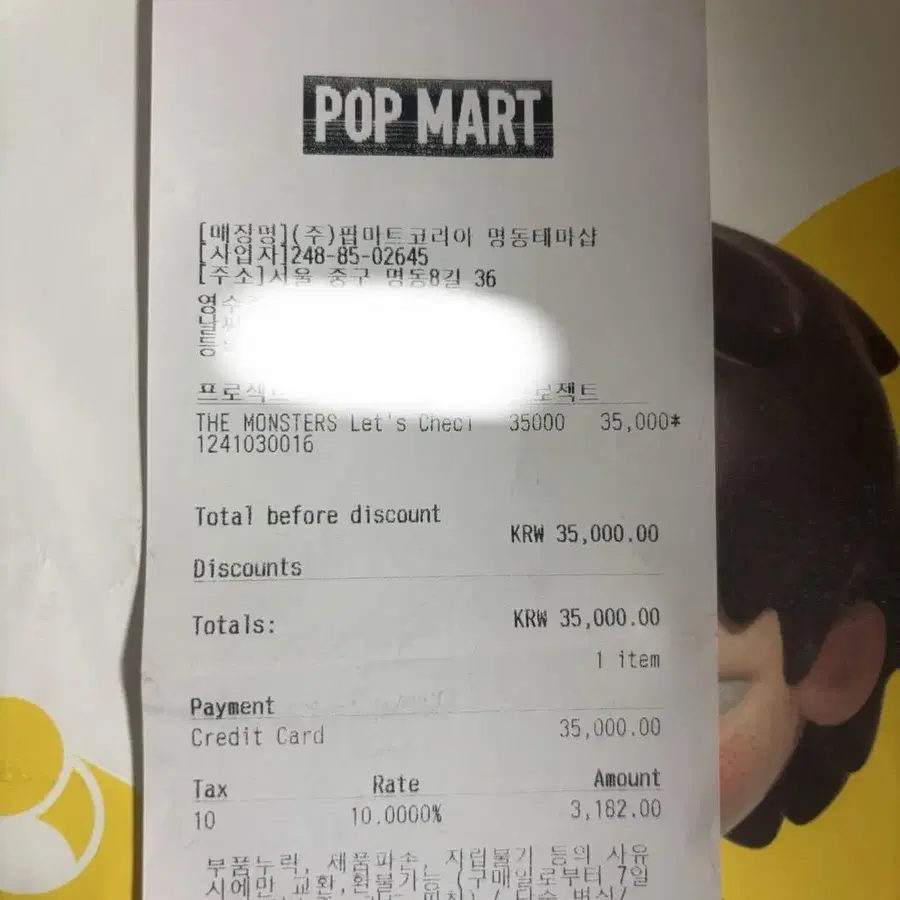 POP MART
[매장명](주)팝마트코리아 명동테마샵
[사업자]248-85-02645
[주소]서울 중구 명동8길 36
THE MONSTERS Let's Checl 35000 35,000*
1241030016
Total before discount
KRW 35,000.00
Discounts
Totals: KRW 35,000.00
1 item
Payment
Credit Card 35,000.00
Tax Rate Amount
10 10.0000% 3,182.00
부품누락, 세품파손, 자립불기 등의 사유
시에만 교환,환불가능 (구매일로부터 7일